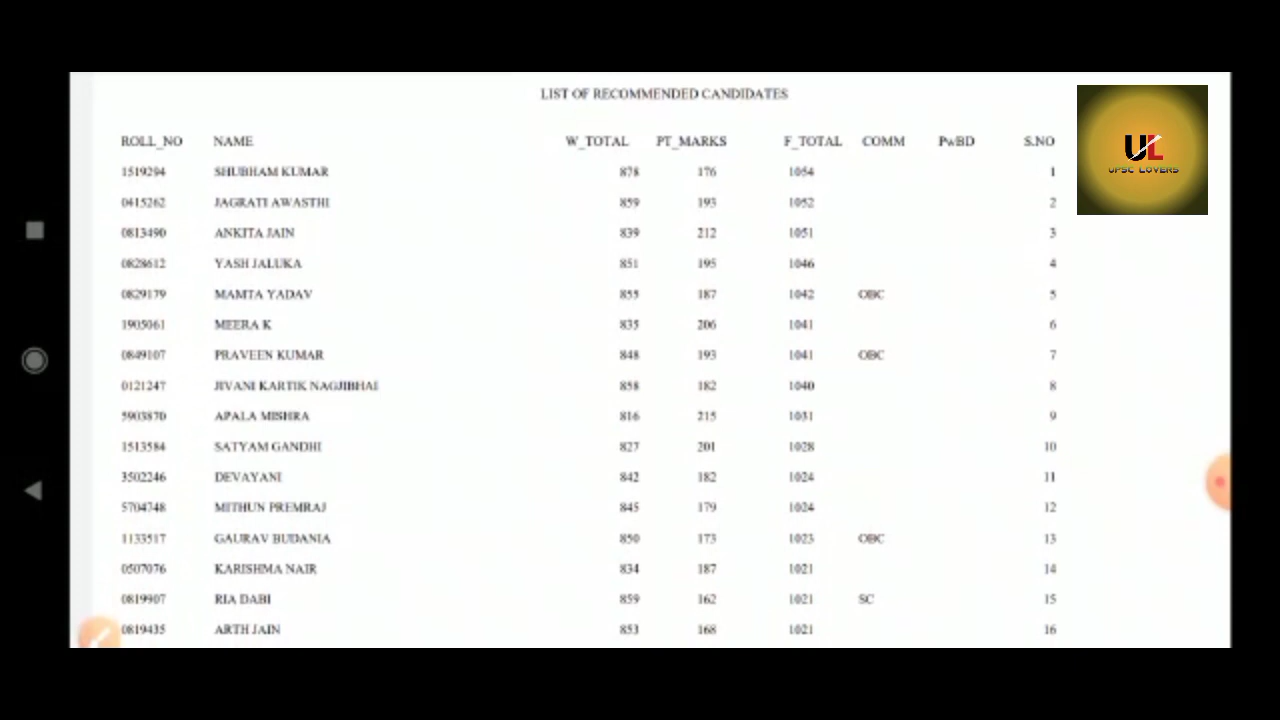 LIST OF RECOMMENDED CANDIDATES
ROLL_NO NAME W_TOTAL PT_MARKS F_TOTAL COMM PwBD S.NO
1519294 SHUBHAM KUMAR 878 176 1054 1
0415262 JAGRATI AWASTHI 859 193 1052 2
0813490 ANKITA JAIN 839 212 1051 3
0828612 YASH JALUKA 851 195 1046 4
0829179 MAMTA YADAV 855 187 1042 OBC 5
1905061 MEERA K 835 206 1041 6
0849107 PRAVEEN KUMAR 848 193 1041 OBC 7
0121247 JIVANI KARTIK NAGJIBHAI 858 182 1040 8
5903870 APALA MISHRA 816 215 1031 9
1513584 SATYAM GANDHI 827 201 1028 10
3502246 DEVAYANI 842 182 1024 11
5704748 MITHUN PREMRAJ 845 179 1024 12
1133517 GAURAV BUDANIA 850 173 1023 OBC 13
0507076 KARISHMA NAIR 834 187 1021 14
0819907 RIA DABI 859 162 1021 SC 15
0819435 ARTH JAIN 853 168 1021 16
UL
UPSC LOVERS